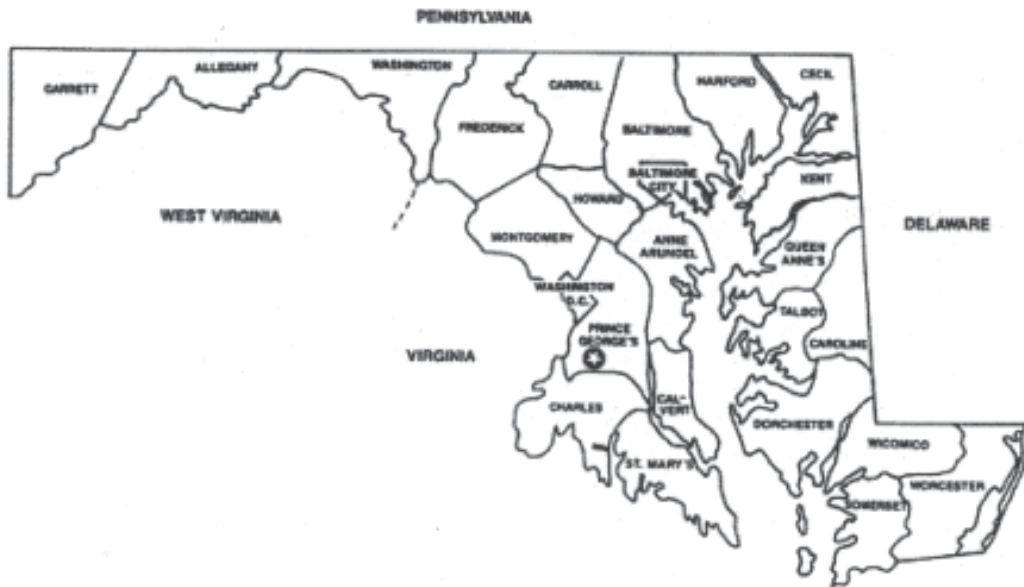 PENNSYLVANIA
GARRETT
ALLEGANY
WASHINGTON
FREDERICK
CARROLL
BALTIMORE
HARFORD
CECIL
BALTIMORE
CITY
KENT
HOWARD
WEST VIRGINIA
MONTGOMERY
ANNE
ARUNDEL
QUEEN
ANNE'S
DELAWARE
WASHINGTON
D.C.
TALBOT
PRINCE
GEORGE'S
CAROLINE
VIRGINIA
CHARLES
CAL-
VERT
DORCHESTER
WICOMICO
ST. MARY'S
WORCESTER
SOMERSET